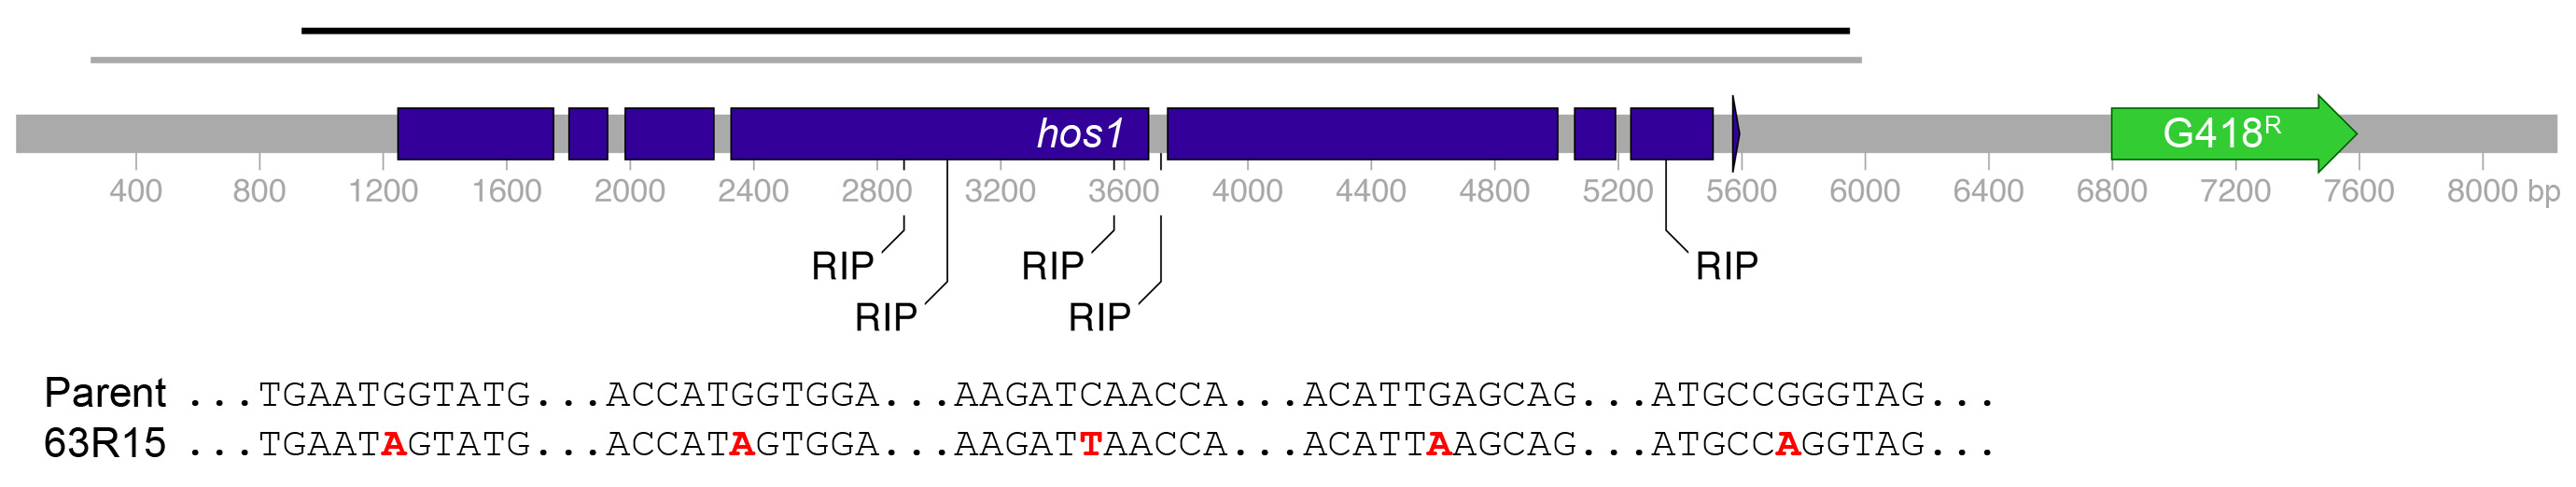 hos1
G418R
400 800 1200 1600 2000 2400 2800 3200 3600 4000 4400 4800 5200 5600 6000 6400 6800 7200 7600 8000 bp
RIP RIP RIP
RIP RIP
Parent ...TGAATGGTATG...ACCATGGTGGA...AAGATCAACCA...ACATTGAGCAG...ATGCCGGGTAG...
63R15 ...TGAATAGTATG...ACCATAGTGGA...AAGATTAACCA...ACATTAAGCAG...ATGCCAGGTAG...